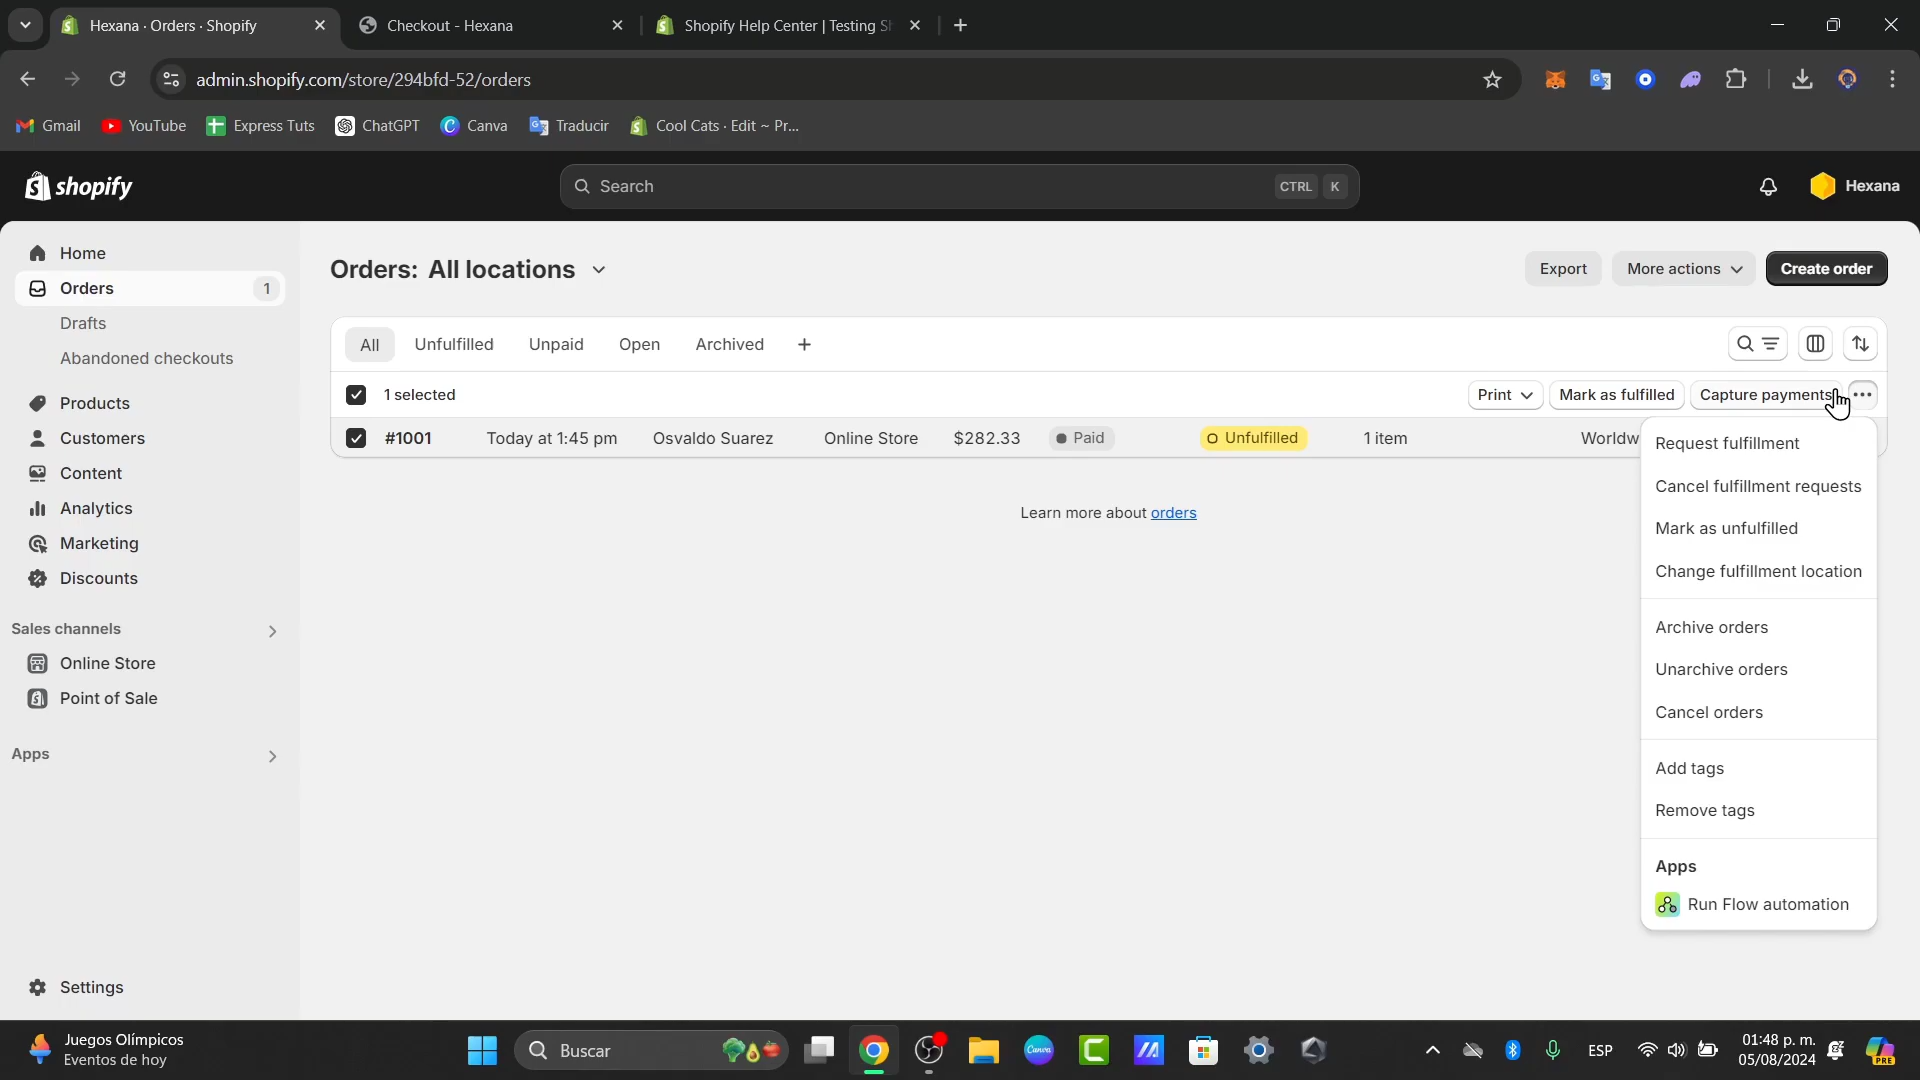 Hexana · Orders · Shopify
Checkout - Hexana
Shopify Help Center | Testing Sh
admin.shopify.com/store/294bfd-52/orders
Gmail
YouTube
Express Tuts
ChatGPT
Canva
Traducir
Cool Cats · Edit ~ Pr...
shopify
Search
CTRL K
Hexana
Home
Orders 1
Drafts
Abandoned checkouts
Products
Customers
Content
Analytics
Marketing
Discounts
Sales channels
Online Store
Point of Sale
Apps
Settings
Orders: All locations
Export
More actions
Create order
All
Unfulfilled
Unpaid
Open
Archived
1 selected
Print
Mark as fulfilled
Capture payments
#1001 Today at 1:45 pm Osvaldo Suarez Online Store $282.33 Paid Unfulfilled 1 item Worldw
Learn more about orders
Request fulfillment
Cancel fulfillment requests
Mark as unfulfilled
Change fulfillment location
Archive orders
Unarchive orders
Cancel orders
Add tags
Remove tags
Apps
Run Flow automation
Juegos Olímpicos
Eventos de hoy
Buscar
Canva
ESP
01:48 p. m.
05/08/2024
PRE